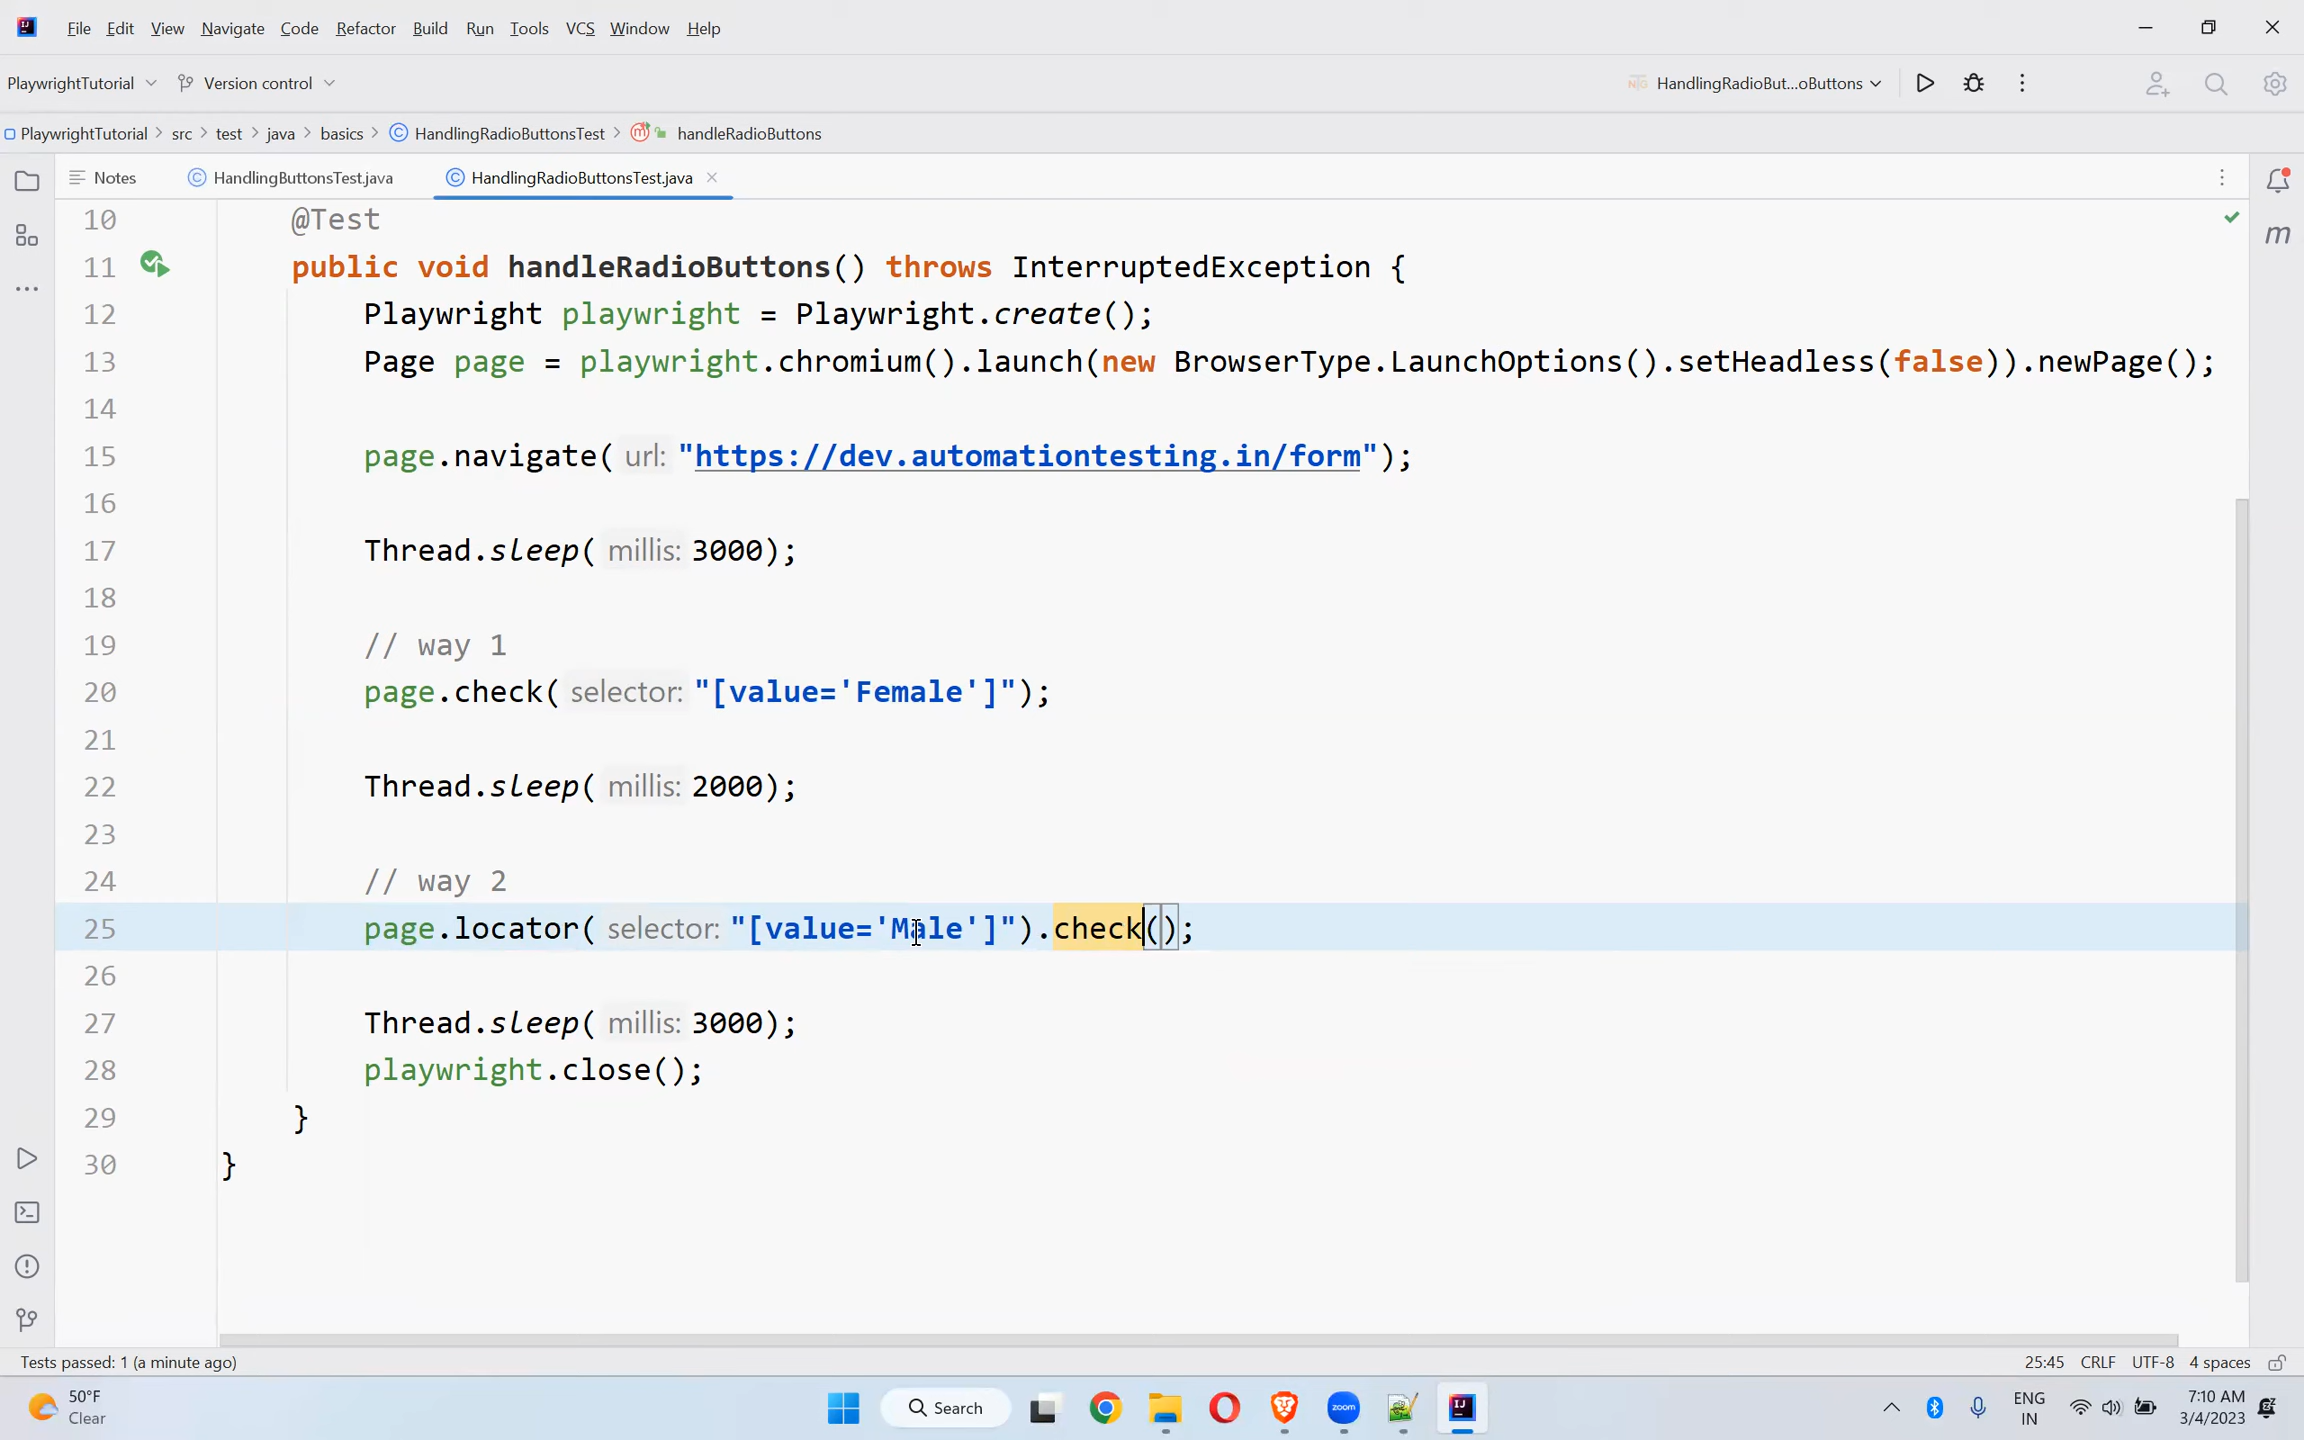 File Edit View Navigate Code Refactor Build Run Tools VCS Window Help
PlaywrightTutorial Version control HandlingRadioBut...oButtons
PlaywrightTutorial > src > test > java > basics > HandlingRadioButtonsTest > handleRadioButtons
Notes HandlingButtonsTest.java HandlingRadioButtonsTest.java
10 @Test
11 public void handleRadioButtons() throws InterruptedException {
12 Playwright playwright = Playwright.create();
13 Page page = playwright.chromium().launch(new BrowserType.LaunchOptions().setHeadless(false)).newPage();
14
15 page.navigate( url: "https://dev.automationtesting.in/form");
16
17 Thread.sleep( millis: 3000);
18
19 // way 1
20 page.check( selector: "[value='Female']");
21
22 Thread.sleep( millis: 2000);
23
24 // way 2
25 page.locator( selector: "[value='Male']").check();
26
27 Thread.sleep( millis: 3000);
28 playwright.close();
29 }
30 }
Tests passed: 1 (a minute ago) 25:45 CRLF UTF-8 4 spaces
50°F
Clear
Search
zoom
ENG
IN
7:10 AM
3/4/2023